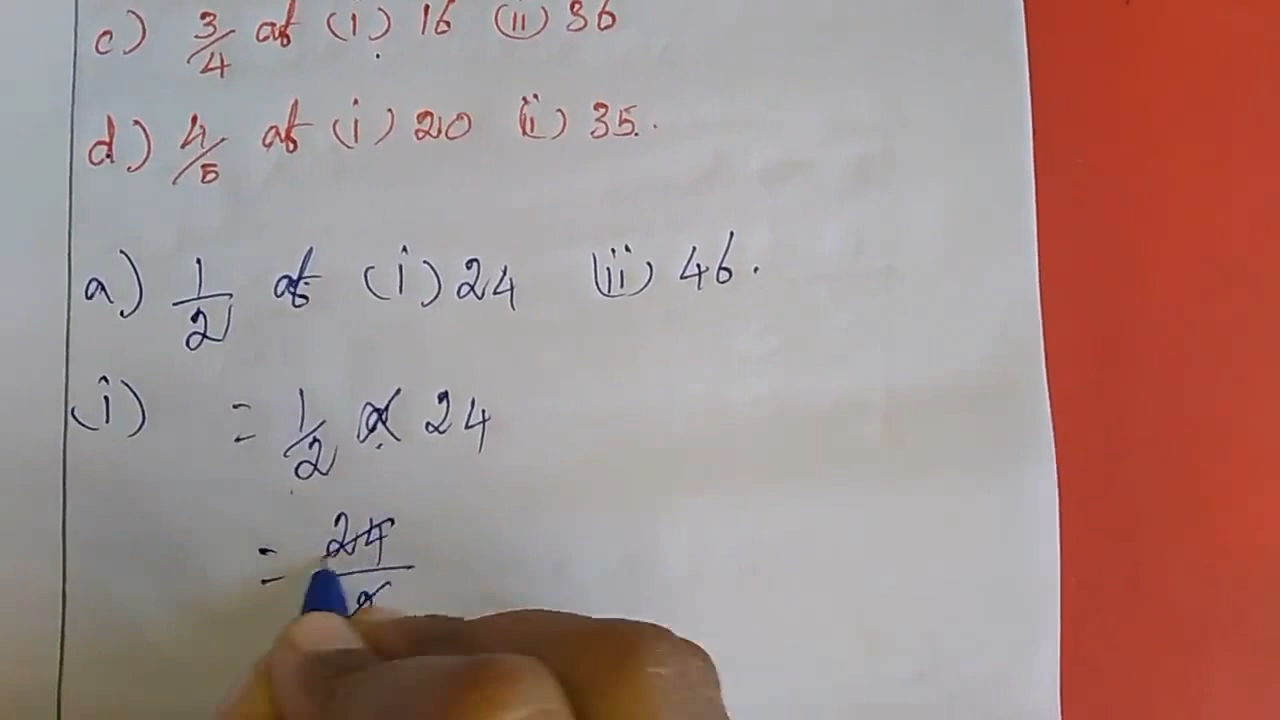 c) 3/4 of (i) 16 (ii) 36
d) 4/5 of (i) 20 (ii) 35.
a) 1/2 of (i) 24 (ii) 46.
(i) = 1/2 × 24
= 24/2